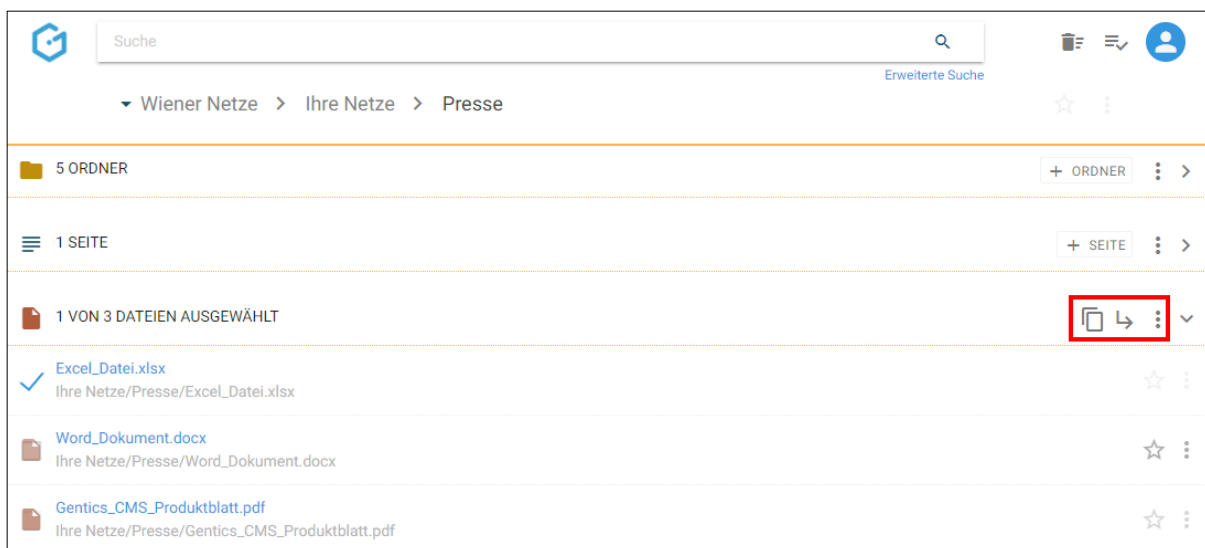 Suche
Erweiterte Suche
Wiener Netze > Ihre Netze > Presse
5 ORDNER + ORDNER
1 SEITE + SEITE
1 VON 3 DATEIEN AUSGEWÄHLT
Excel_Datei.xlsx
Ihre Netze/Presse/Excel_Datei.xlsx
Word_Dokument.docx
Ihre Netze/Presse/Word_Dokument.docx
Gentics_CMS_Produktblatt.pdf
Ihre Netze/Presse/Gentics_CMS_Produktblatt.pdf